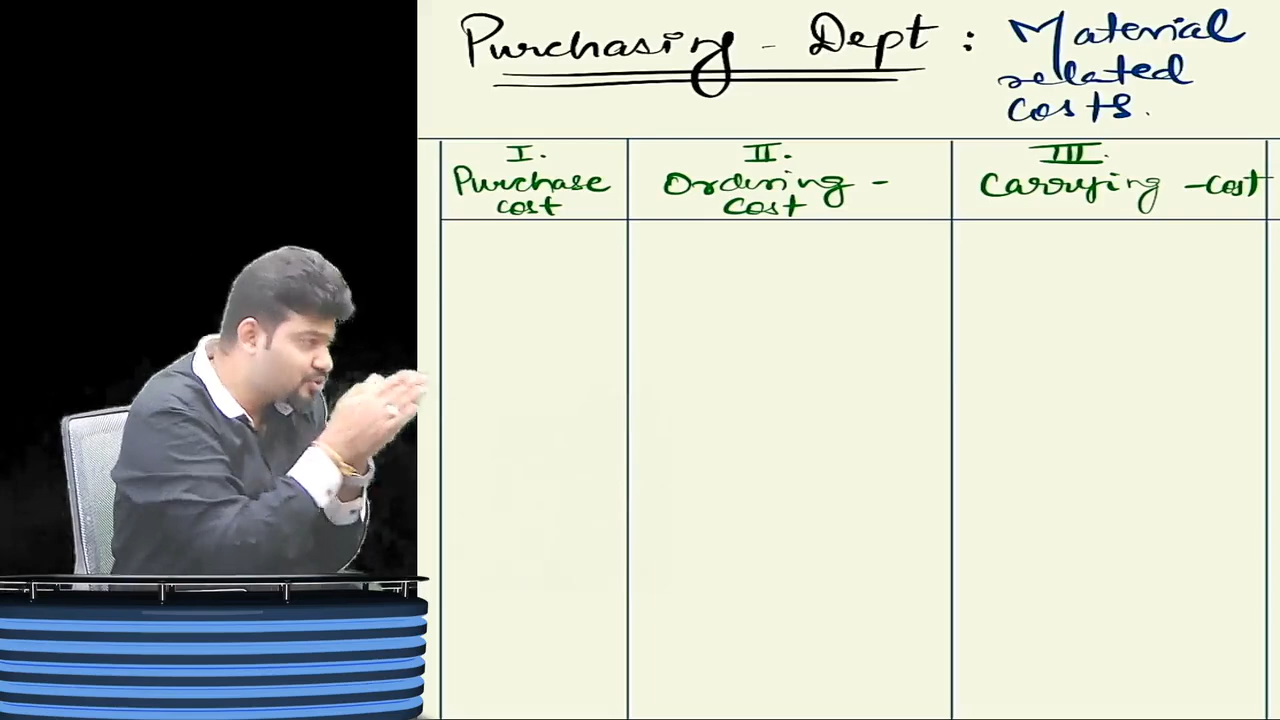 Purchasing - Dept : Material
related
costs.
I.
Purchase
cost
II.
Ordering -
Cost
III.
Carrying - cost